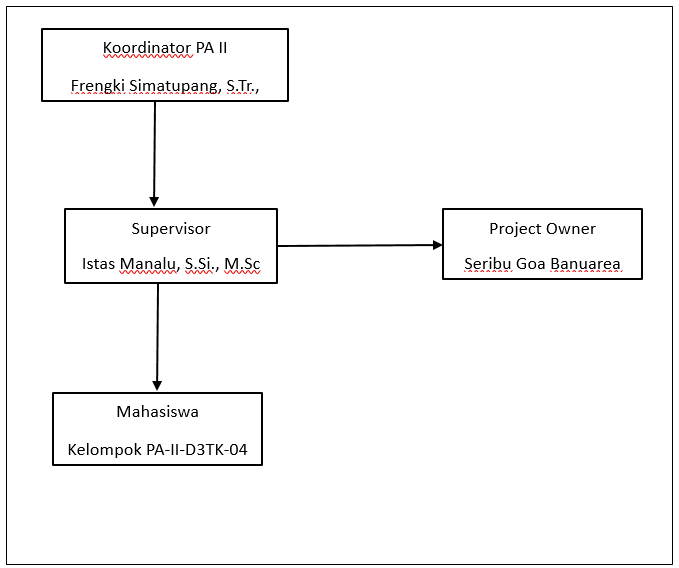 Koordinator PA II
Frengki Simatupang, S.Tr.,
Supervisor
Istas Manalu, S.Si., M.Sc
Project Owner
Seribu Goa Banuarea
Mahasiswa
Kelompok PA-II-D3TK-04